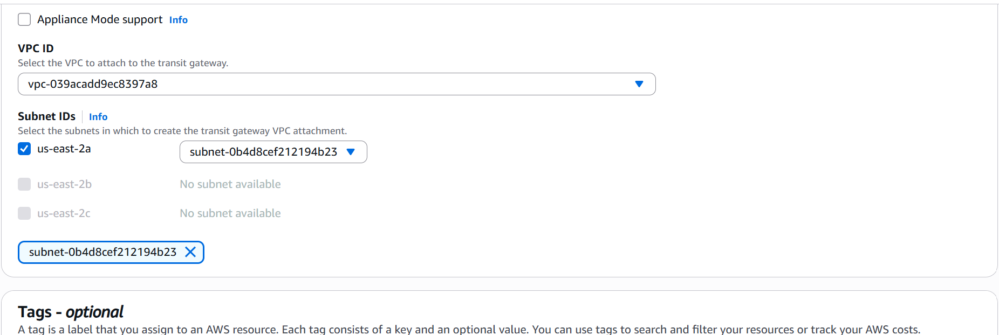 Appliance Mode support Info
VPC ID
Select the VPC to attach to the transit gateway.
vpc-039acadd9ec8397a8
Subnet IDs Info
Select the subnets in which to create the transit gateway VPC attachment.
us-east-2a subnet-0b4d8cef212194b23
us-east-2b No subnet available
us-east-2c No subnet available
subnet-0b4d8cef212194b23
Tags - optional
A tag is a label that you assign to an AWS resource. Each tag consists of a key and an optional value. You can use tags to search and filter your resources or track your AWS costs.